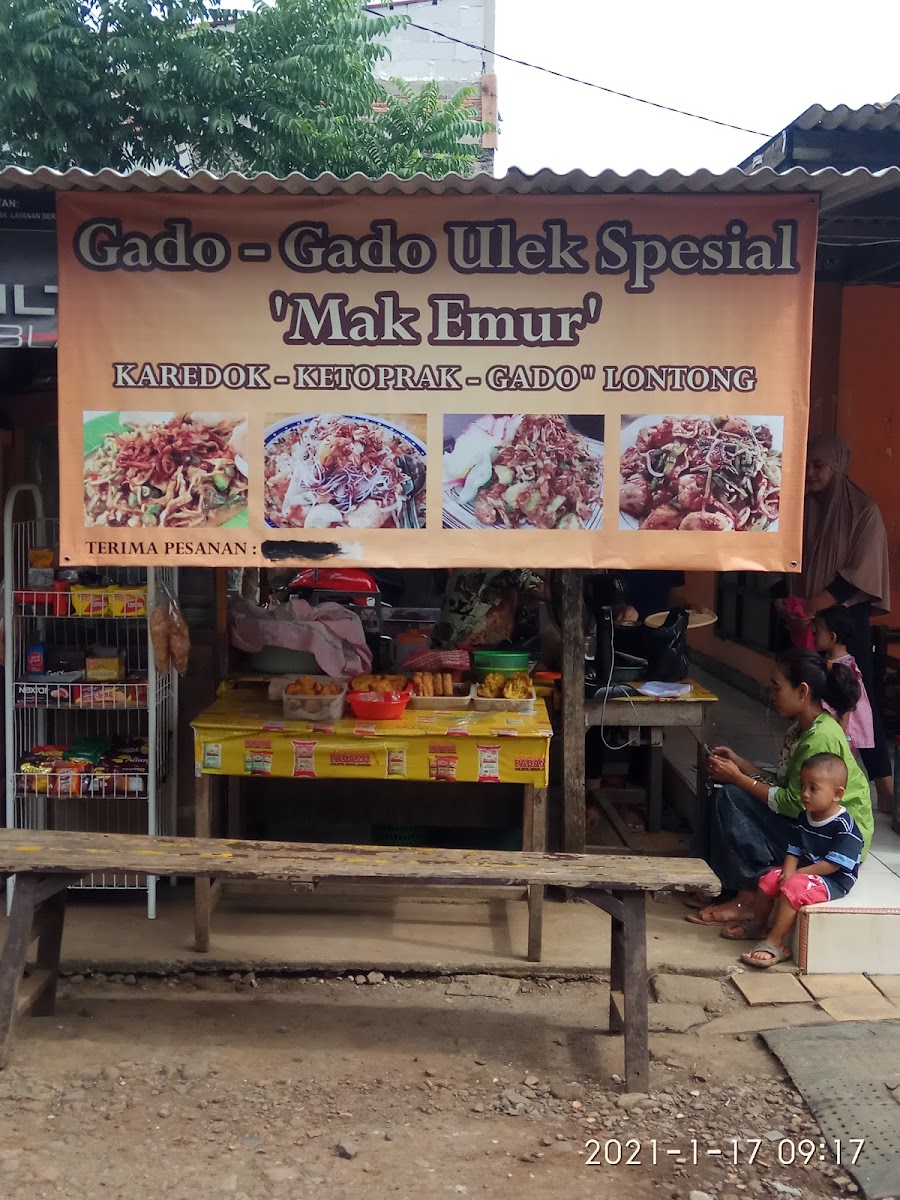 Gado - Gado Ulek Spesial
'Mak Emur'
KAREDOK - KETOPRAK - GADO" LONTONG
TERIMA PESANAN :
2021-1-17 09:17